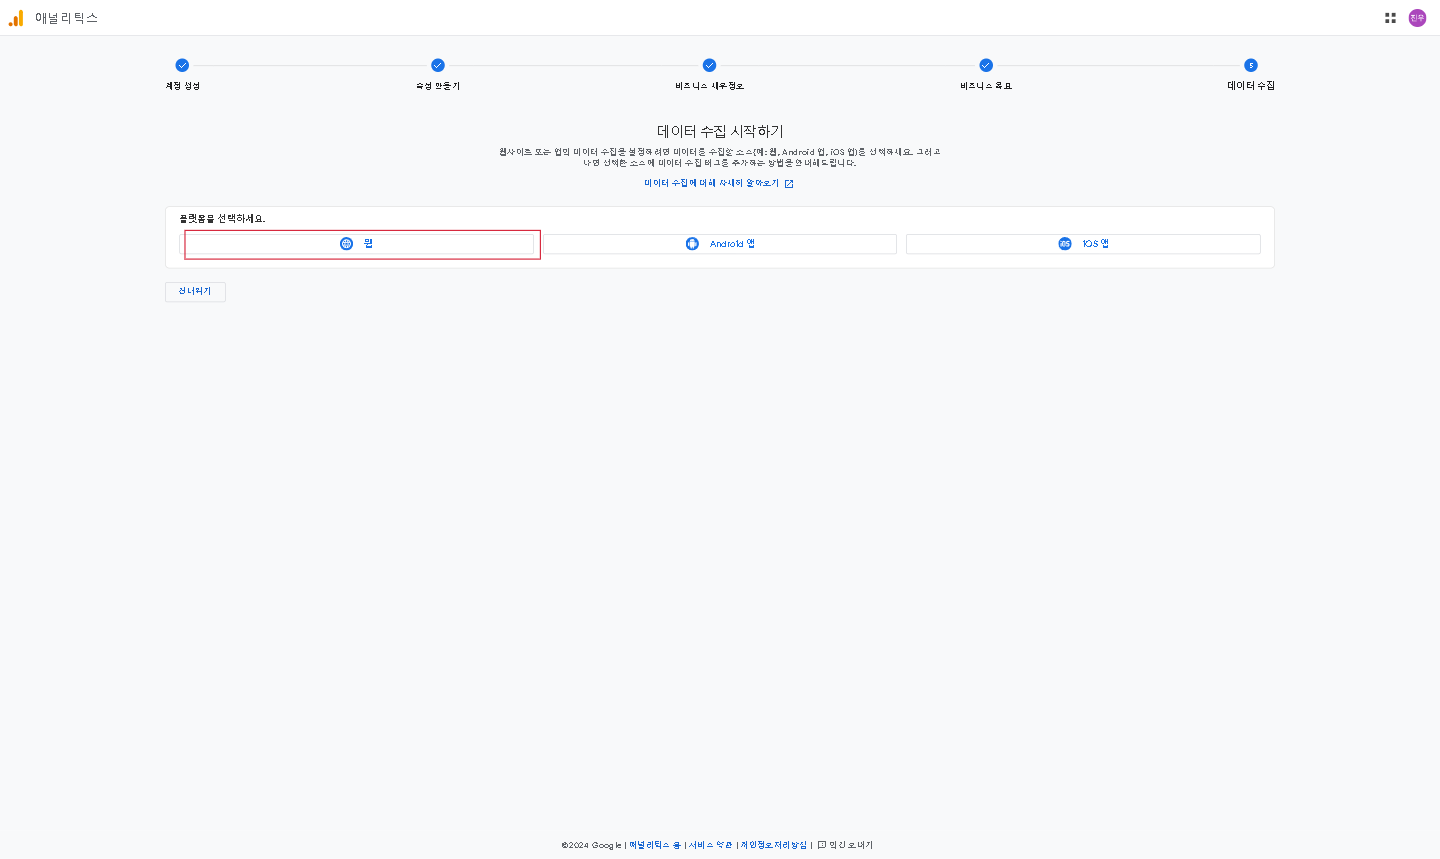 애널리틱스
진우
계정 생성
속성 만들기
비즈니스 세부정보
비즈니스 목표
5
데이터 수집
데이터 수집 시작하기
웹사이트 또는 앱의 데이터 수집을 설정하려면 데이터를 수집할 소스(예: 웹, Android 앱, iOS 앱)를 선택하세요. 그러고
나면 선택한 소스에 데이터 수집 태그를 추가하는 방법을 안내해드립니다.
데이터 수집에 대해 자세히 알아보기
플랫폼을 선택하세요.
웹
Android 앱
iOS
iOS 앱
건너뛰기
©2024 Google | 애널리틱스 홈 | 서비스 약관 | 개인정보처리방침 | 의견 보내기